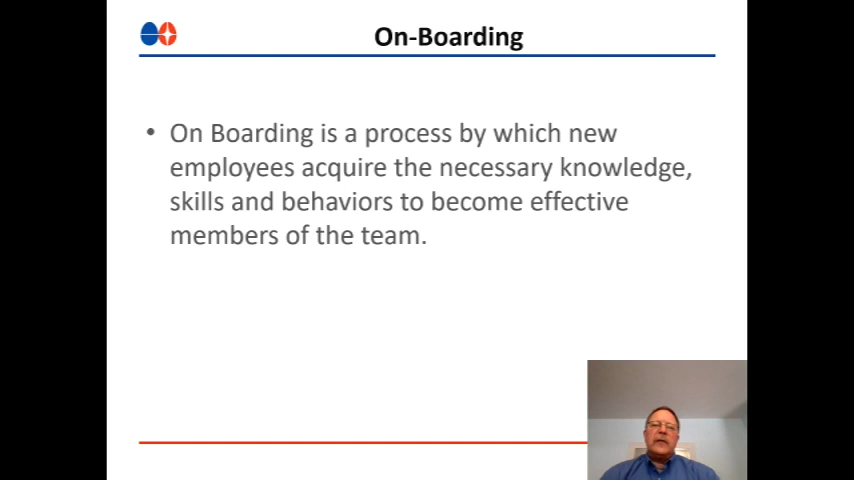 On-Boarding
• On Boarding is a process by which new
employees acquire the necessary knowledge,
skills and behaviors to become effective
members of the team.